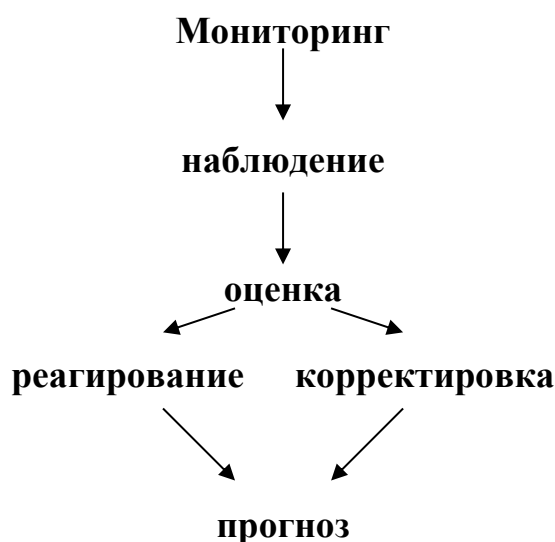 Мониторинг
наблюдение
оценка
реагирование корректировка
прогноз